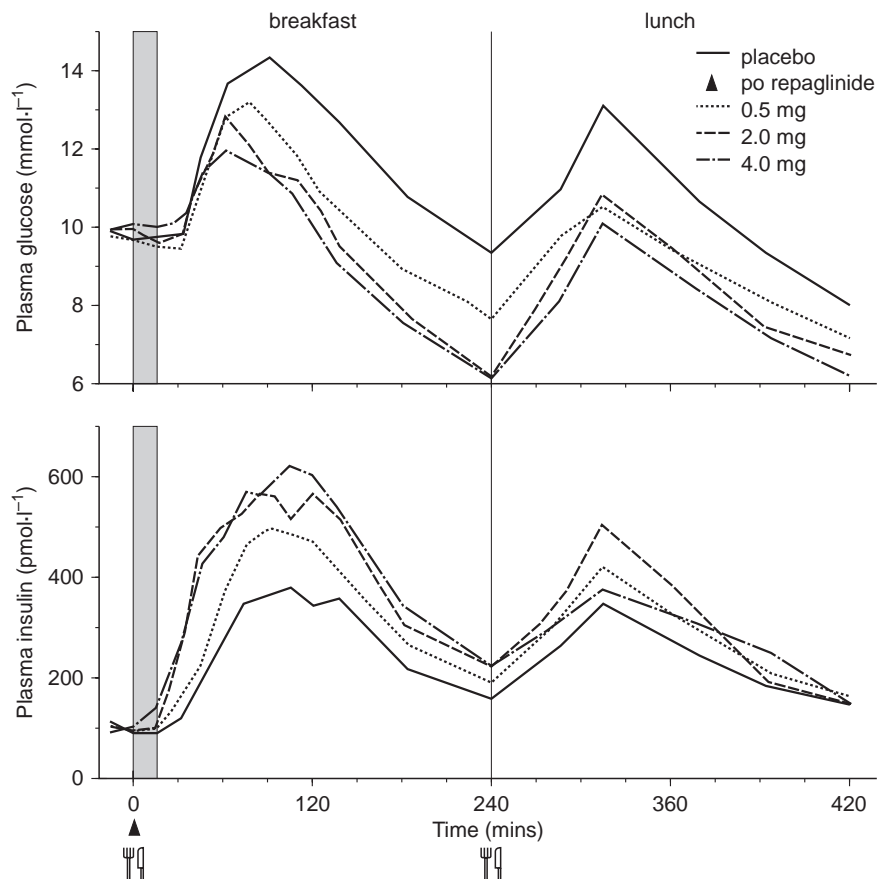 breakfast lunch
placebo
po repaglinide
0.5 mg
2.0 mg
4.0 mg
Plasma glucose (mmol·l⁻¹)
14
12
10
8
6
Plasma insulin (pmol·l⁻¹)
600
400
200
0
0 120 240 360 420
Time (mins)